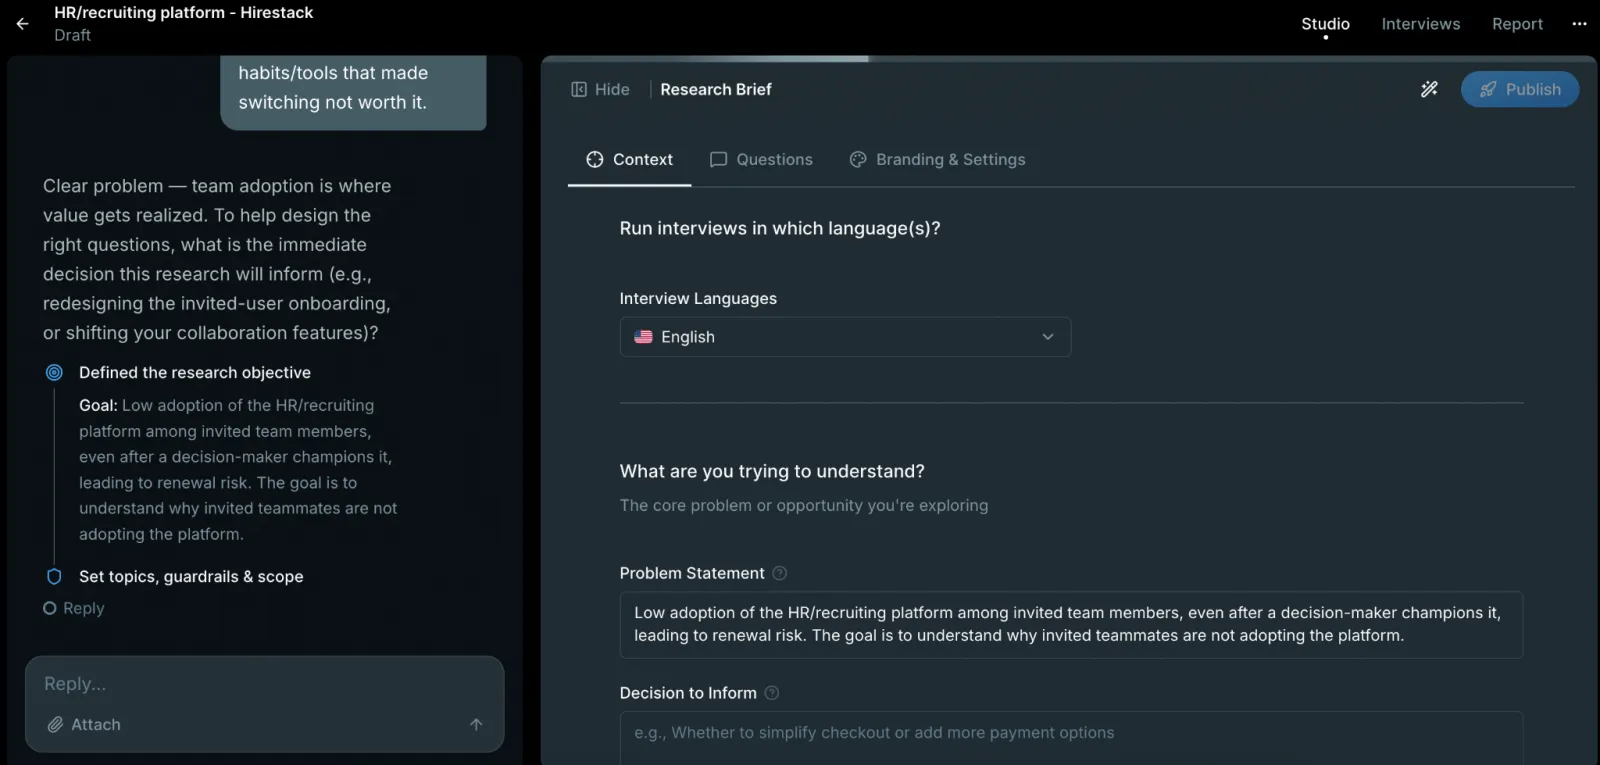 HR/recruiting platform - Hirestack
Draft
Studio
Interviews
Report
habits/tools that made
switching not worth it.
Clear problem — team adoption is where
value gets realized. To help design the
right questions, what is the immediate
decision this research will inform (e.g.,
redesigning the invited-user onboarding,
or shifting your collaboration features)?
Defined the research objective
Goal: Low adoption of the HR/recruiting
platform among invited team members,
even after a decision-maker champions it,
leading to renewal risk. The goal is to
understand why invited teammates are not
adopting the platform.
Set topics, guardrails & scope
Reply
Reply...
Attach
Hide
Research Brief
Publish
Context
Questions
Branding & Settings
Run interviews in which language(s)?
Interview Languages
English
What are you trying to understand?
The core problem or opportunity you're exploring
Problem Statement
Low adoption of the HR/recruiting platform among invited team members, even after a decision-maker champions it,
leading to renewal risk. The goal is to understand why invited teammates are not adopting the platform.
Decision to Inform
e.g., Whether to simplify checkout or add more payment options